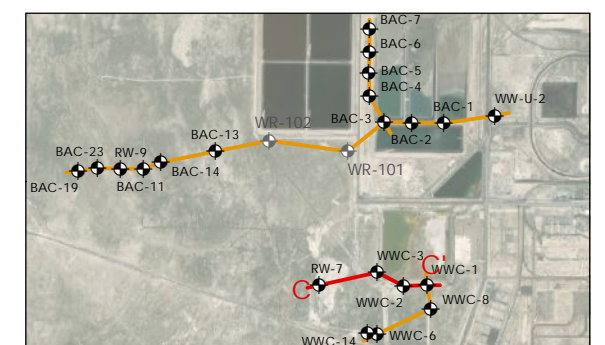 BAC-7
BAC-6
BAC-5
BAC-4
WW-U-2
BAC-1
BAC-3
WR-102
BAC-13
BAC-2
BAC-23
RW-9
WR-101
BAC-14
BAC-11
BAC-19
WWC-3
C'
RW-7
WWC-1
C
WWC-2
WWC-8
WWC-14
WWC-6